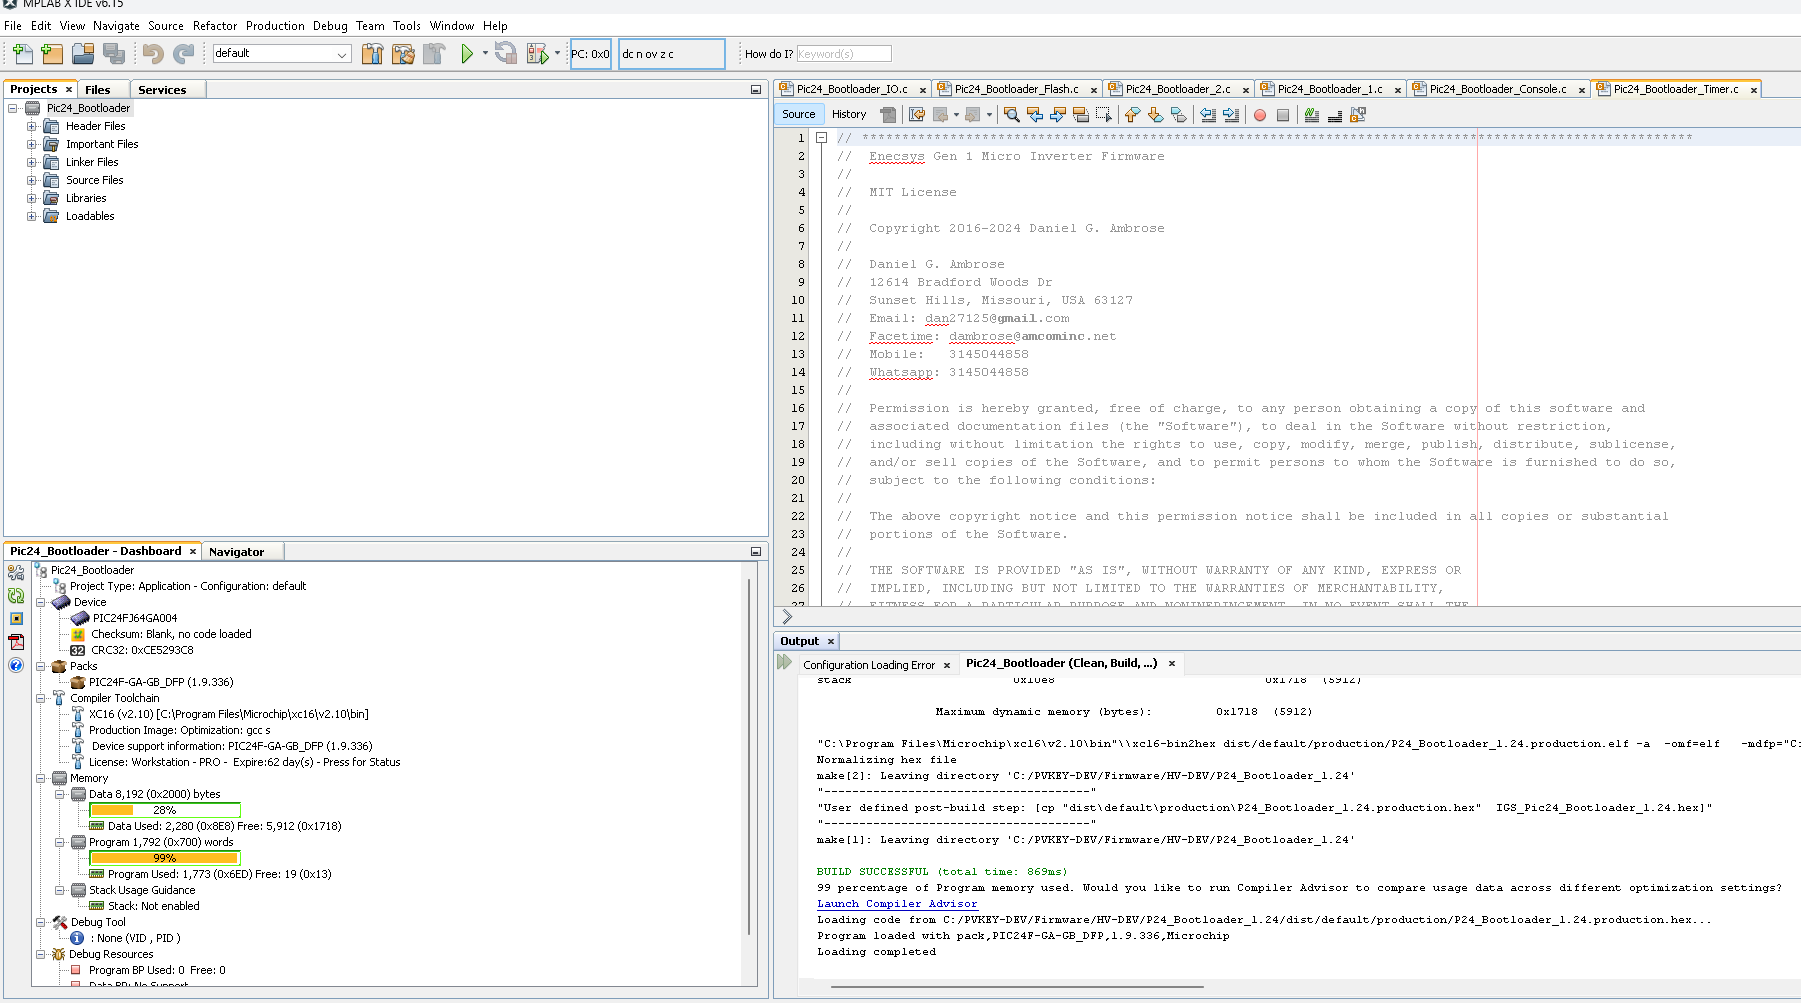 MPLAB X IDE v6.15
File Edit View Navigate Source Refactor Production Debug Team Tools Window Help
default
PC: 0x0
dc n ov z c
How do I? Keyword(s)
Projects × Files Services
Pic24_Bootloader
Header Files
Important Files
Linker Files
Source Files
Libraries
Loadables
Pic24_Bootloader - Dashboard × Navigator
Pic24_Bootloader
Project Type: Application - Configuration: default
Device
PIC24FJ64GA004
Checksum: Blank, no code loaded
32 CRC32: 0xCE5293C8
Packs
PIC24F-GA-GB_DFP (1.9.336)
Compiler Toolchain
XC16 (v2.10) [C:\Program Files\Microchip\xc16\v2.10\bin]
Production Image: Optimization: gcc s
Device support information: PIC24F-GA-GB_DFP (1.9.336)
License: Workstation - PRO - Expire:62 day(s) - Press for Status
Memory
Data 8,192 (0x2000) bytes
28%
Data Used: 2,280 (0x8E8) Free: 5,912 (0x1718)
Program 1,792 (0x700) words
99%
Program Used: 1,773 (0x6ED) Free: 19 (0x13)
Stack Usage Guidance
Stack: Not enabled
Debug Tool
: None (VID , PID )
Debug Resources
Program BP Used: 0 Free: 0
Data BP: No Support
Pic24_Bootloader_IO.c × Pic24_Bootloader_Flash.c × Pic24_Bootloader_2.c × Pic24_Bootloader_1.c × Pic24_Bootloader_Console.c × Pic24_Bootloader_Timer.c ×
Source History
1 // ********************************************************************************************************
2 // Enecsys Gen 1 Micro Inverter Firmware
3 //
4 // MIT License
5 //
6 // Copyright 2016-2024 Daniel G. Ambrose
7 //
8 // Daniel G. Ambrose
9 // 12614 Bradford Woods Dr
10 // Sunset Hills, Missouri, USA 63127
11 // Email: dan27125@gmail.com
12 // Facetime: dambrose@amcominc.net
13 // Mobile: 3145044858
14 // Whatsapp: 3145044858
15 //
16 // Permission is hereby granted, free of charge, to any person obtaining a copy of this software and
17 // associated documentation files (the "Software"), to deal in the Software without restriction,
18 // including without limitation the rights to use, copy, modify, merge, publish, distribute, sublicense,
19 // and/or sell copies of the Software, and to permit persons to whom the Software is furnished to do so,
20 // subject to the following conditions:
21 //
22 // The above copyright notice and this permission notice shall be included in all copies or substantial
23 // portions of the Software.
24 //
25 // THE SOFTWARE IS PROVIDED "AS IS", WITHOUT WARRANTY OF ANY KIND, EXPRESS OR
26 // IMPLIED, INCLUDING BUT NOT LIMITED TO THE WARRANTIES OF MERCHANTABILITY,
27 // FITNESS FOR A PARTICULAR PURPOSE AND NONINFRINGEMENT. IN NO EVENT SHALL THE
Output ×
Configuration Loading Error × Pic24_Bootloader (Clean, Build, ...) ×
stack 0x10e8 0x1718 (5912)
Maximum dynamic memory (bytes): 0x1718 (5912)
"C:\Program Files\Microchip\xc16\v2.10\bin"\\xc16-bin2hex dist/default/production/P24_Bootloader_1.24.production.elf -a -omf=elf -mdfp="C:
Normalizing hex file
make[2]: Leaving directory 'C:/PVKEY-DEV/Firmware/HV-DEV/P24_Bootloader_1.24'
"---------------------------------"
"User defined post-build step: [cp "dist\default\production\P24_Bootloader_1.24.production.hex" IGS_Pic24_Bootloader_1.24.hex]"
"---------------------------------"
make[1]: Leaving directory 'C:/PVKEY-DEV/Firmware/HV-DEV/P24_Bootloader_1.24'
BUILD SUCCESSFUL (total time: 869ms)
99 percentage of Program memory used. Would you like to run Compiler Advisor to compare usage data across different optimization settings?
Launch Compiler Advisor
Loading code from C:/PVKEY-DEV/Firmware/HV-DEV/P24_Bootloader_1.24/dist/default/production/P24_Bootloader_1.24.production.hex...
Program loaded with pack,PIC24F-GA-GB_DFP,1.9.336,Microchip
Loading completed